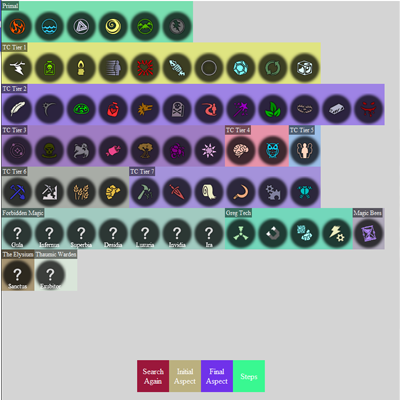 Primal
TC Tier 1
TC Tier 2
TC Tier 3 TC Tier 4 TC Tier 5
TC Tier 6 TC Tier 7
Forbidden Magic Greg Tech Magic Bees
? ? ? ? ? ? ?
Gula Infernus Superbia Desidia Luxuria Invidia Ira
The Elysium Thaumic Warden
? ?
Sanctus Exubitor
Search Initial Final Steps
Again Aspect Aspect